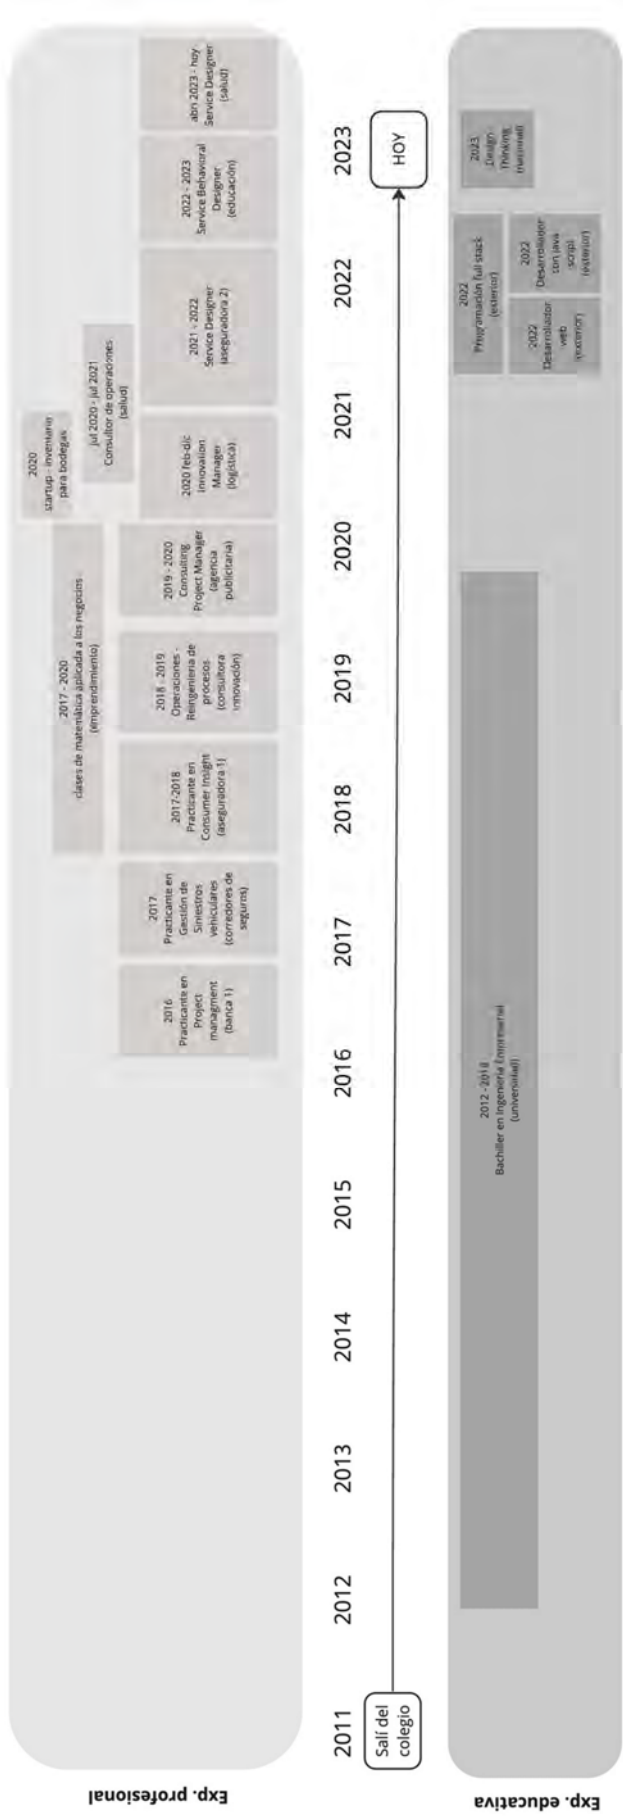 Exp. profesional
2016
Practicante en
Project
managment
(banca 1)
2017
Practicante en
Gestión de
Siniestros
vehiculares
(corredores de
seguros)
2017-2018
Practicante en
Consumer Insight
(aseguradora 1)
2018 - 2019
Operaciones -
Reingeniería de
procesos
(consultora
innovación)
2019 - 2020
Consulting
Project Manager
(agencia
publicitaria)
2020 feb-dic
Innovation
Manager
(logística)
2021 - 2022
Service Designer
(aseguradora 2)
2022 - 2023
Service Behavioral
Designer
(educación)
abri 2023 - hoy
Service Designer
(salud)
2017 - 2020
clases de matemática aplicada a los negocios
(emprendimiento)
2020
startup - inventario
para bodegas
jul 2020 - jul 2021
Consultor de operaciones
(salud)
2011
2012
2013
2014
2015
2016
2017
2018
2019
2020
2021
2022
2023
Salí del
colegio
HOY
Exp. educativa
2012 - 2018
Bachiller en Ingeniería Empresarial
(universidad)
2022
Programación full stack
(exterior)
2022
Desarrollador
web
(exterior)
2022
Desarrollador
con java
script
(exterior)
2023
Design
Thinking
(nacional)